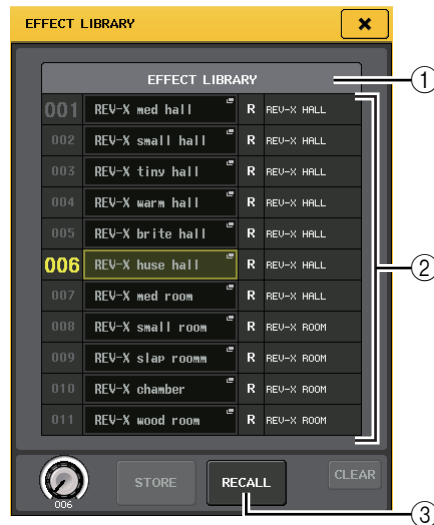 EFFECT LIBRARY
EFFECT LIBRARY
001 REV-X med hall R REV-X HALL
002 REV-X small hall R REV-X HALL
003 REV-X tiny hall R REV-X HALL
004 REV-X warm hall R REV-X HALL
005 REV-X brite hall R REV-X HALL
006 REV-X huse hall R REV-X HALL
007 REV-X med room R REV-X HALL
008 REV-X small room R REV-X ROOM
009 REV-X slap roomm R REV-X ROOM
010 REV-X chamber R REV-X ROOM
011 REV-X wood room R REV-X ROOM
006 STORE RECALL CLEAR
1
2
3